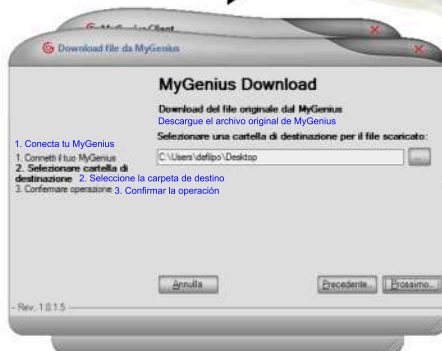 Download file da MyGenius
MyGenius Download
Download del file originale dal MyGenius
Descargue el archivo original de MyGenius
Selezionare una cartella di destinazione per il file scaricato:
C:\Users\defilipo\Desktop
...
1. Conecta tu MyGenius
1. Connetti il tuo MyGenius
2. Selezionare cartella di
destinazione 2. Seleccione la carpeta de destino
3. Confermare operazione 3. Confirmar la operación
Annulla
Precedente.. Prossimo..
Rev. 1.0.1.5